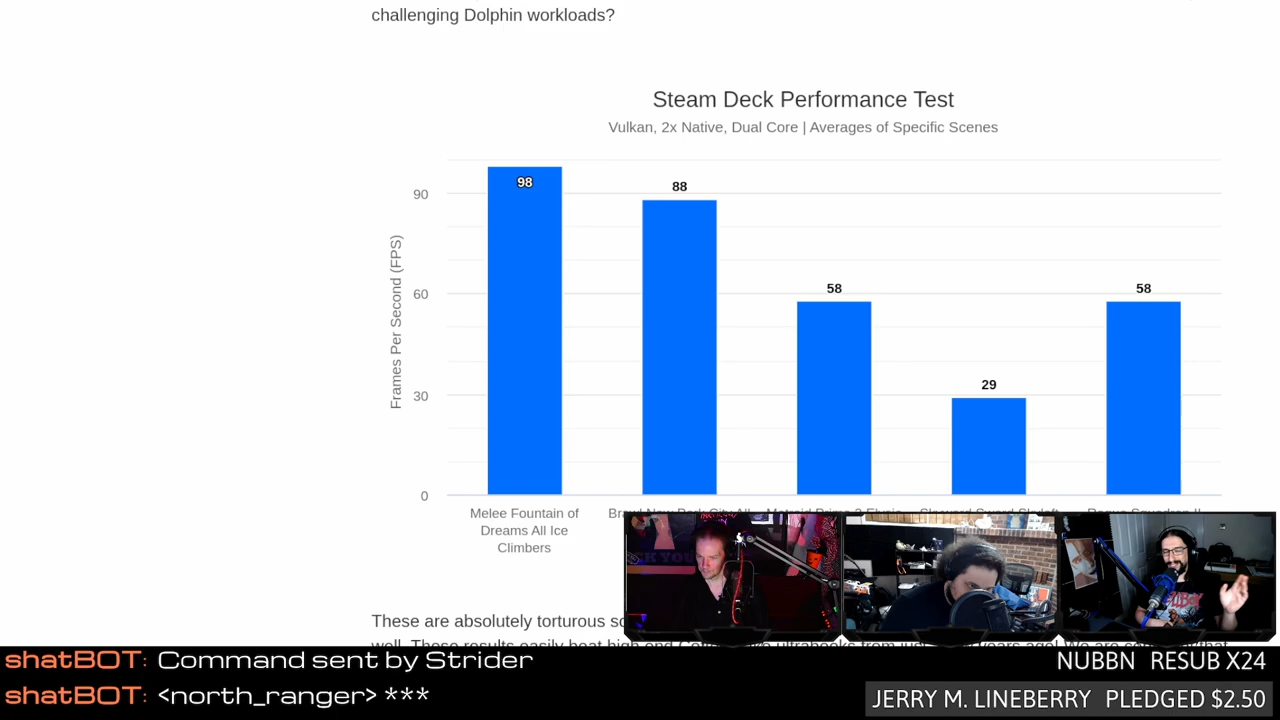 challenging Dolphin workloads?
Steam Deck Performance Test
Vulkan, 2x Native, Dual Core | Averages of Specific Scenes
Frames Per Second (FPS)
90
60
30
0
98
88
58
29
58
Melee Fountain of
Dreams All Ice
Climbers
These are absolutely torturous
shatBOT: Command sent by Strider
shatBOT: <north_ranger> ***
NUBBN RESUB X24
JERRY M. LINEBERRY PLEDGED $2.50